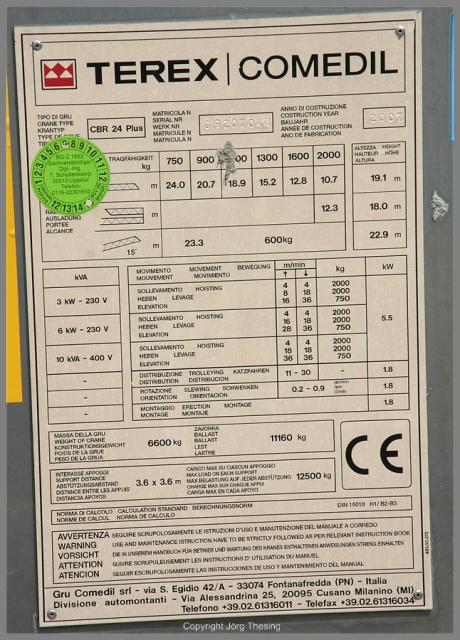 TEREX | COMEDIL
TIPO DI GRU
CRANE TYPE
KRANTYP
CBR 24 Plus
MATRICOLA N
SERIAL NR
WERK NR
MATRICULE N
ANNO DI COSTRUZIONE
CONSTRUCTION YEAR
BAUJAHR
ANNEE DE COSTRUCTION
ANO DE FABRICACION
2007
TRAGFÄHIGKEIT
kg
750 900 1300 1600 2000
m 24.0 20.7 18.9 15.2 12.8 10.7
ALTEZZA HEIGHT
HAUTEUR HÖHE
ALTURA
19.1 m
AUSLADUNG
PORTEE
ALCANCE
m 12.3
18.0 m
15° m 23.3 600kg
22.9 m
BG-Z 1893
Sachverständige
Dipl.-Ing.
T. Schultenkamp
59510 Lippetal
Telefon.
kVA
3 kW - 230 V
6 kW - 230 V
10 kVA - 400 V
-
-
-
MOVIMENTO MOVEMENT BEWEGUNG
MOUVEMENT MOVIMIENTO
m/min
kg
kW
SOLLEVAMENTO HOISTING
HEBEN LEVAGE
ELEVATION
4 4 2000
8 18 2000
16 36 750
SOLLEVAMENTO HOISTING
HEBEN LEVAGE
ELEVATION
4 4 2000
16 18 2000
28 36 750
5.5
SOLLEVAMENTO HOISTING
HEBEN LEVAGE
ELEVATION
4 4 2000
18 18 2000
36 36 750
DISTRIBUZIONE TROLLEYING KATZFAHREN
DISTRIBUTION DISTRIBUCION
11 - 30 - 1.8
ROTAZIONE SLEWING SCHWENKEN
ORIENTATION ORIENTACION
0.2 - 0.9 1.8
MONTAGGIO ERECTION MONTAGE
MONTAGE MONTAJE
1.8
MASSA DELLA GRU
WEIGHT OF CRANE
KONSTRUKTIONSGEWICHT
POIDS DE LA GRUE
PESO DE LA GRUA
6600 kg
ZAVORRA
BALLAST
BALLAST
LEST
LASTRE
11160 kg
INTERASSE APPOGGI
SUPPORT DISTANCE
ABSTÜTZUNGSABSTAND
DISTANCE ENTRE LES APPUIS
DISTANCIA APOYOS
3.6 x 3.6 m
CARICO MAX SU CIASCUN APPOGGIO
MAX LOAD ON EACH SUPPORT
MAX BELASTUNG AUF JEDER ABSTÜTZUNG
CHARGE MAX SUR CHAQUE APPUI
CARGA MAX EN CADA APOYO
12500 kg
CE
NORMA DI CALCOLO CALCULATION STANDARD BERECHNUNGSNORM
NORME DE CALCUL NORMA DE CALCULO
DIN 15018 H1/ B2-B3
AVVERTENZA SEGUIRE SCRUPOLOSAMENTE LE ISTRUZIONI D'USO E MANUTENZIONE DEL MANUALE A CORREDO
WARNING USE AND MAINTENANCE ISTRUCTION HAVE TO BE STRICTLY FOLLOWED AS PER RELEVANT INSTRUCTION BOOK
VORSICHT DIE IN UNSEREM HANDBUCH FÜR BETRIEB UND WARTUNG DES KRANES ENTHALTENEN ANWEISUNGEN STRENG EINHALTEN
ATTENTION SUIVRE SCRUPULEUSEMENT LES INSTRUCTIONS D'UTILISATION DU MANUEL
ATENCION SEGUIR ESCRUPOLOSAMENTE LAS INSTRUCCIONES DE USO Y MANTENIMIENTO DEL MANUAL
Gru Comedil srl - via S. Egidio 42/A - 33074 Fontanafredda (PN) - Italia
Divisione automontanti - Via Alessandrina 25, 20095 Cusano Milanino (MI)
Telefono +39.02.61316011 - Telefax +39.02.61316034
Copyright Jörg Thesing